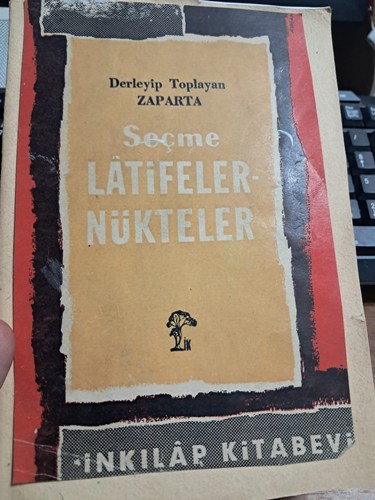 Derleyip Toplayan
ZAPARTA
Seçme
LÂTİFELER-
NÜKTELER
İK
İNKILÂP KİTABEVİ